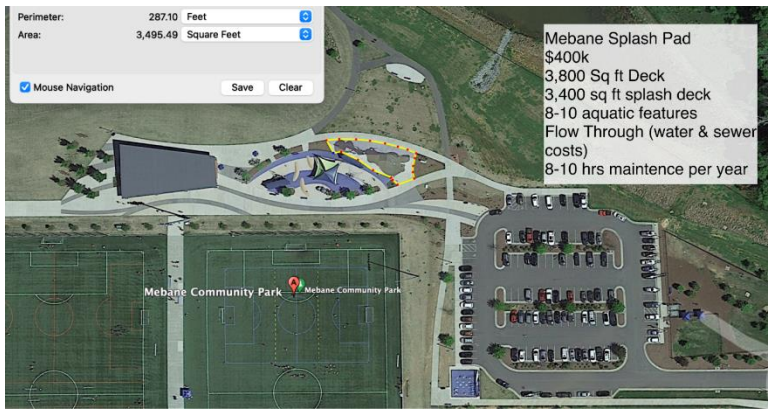 Perimeter: 287.10 Feet
Area: 3,495.49 Square Feet
Mouse Navigation Save Clear
Mebane Splash Pad
$400k
3,800 Sq ft Deck
3,400 sq ft splash deck
8-10 aquatic features
Flow Through (water & sewer
costs)
8-10 hrs maintence per year
A
Mebane Community Park Mebane Community Park